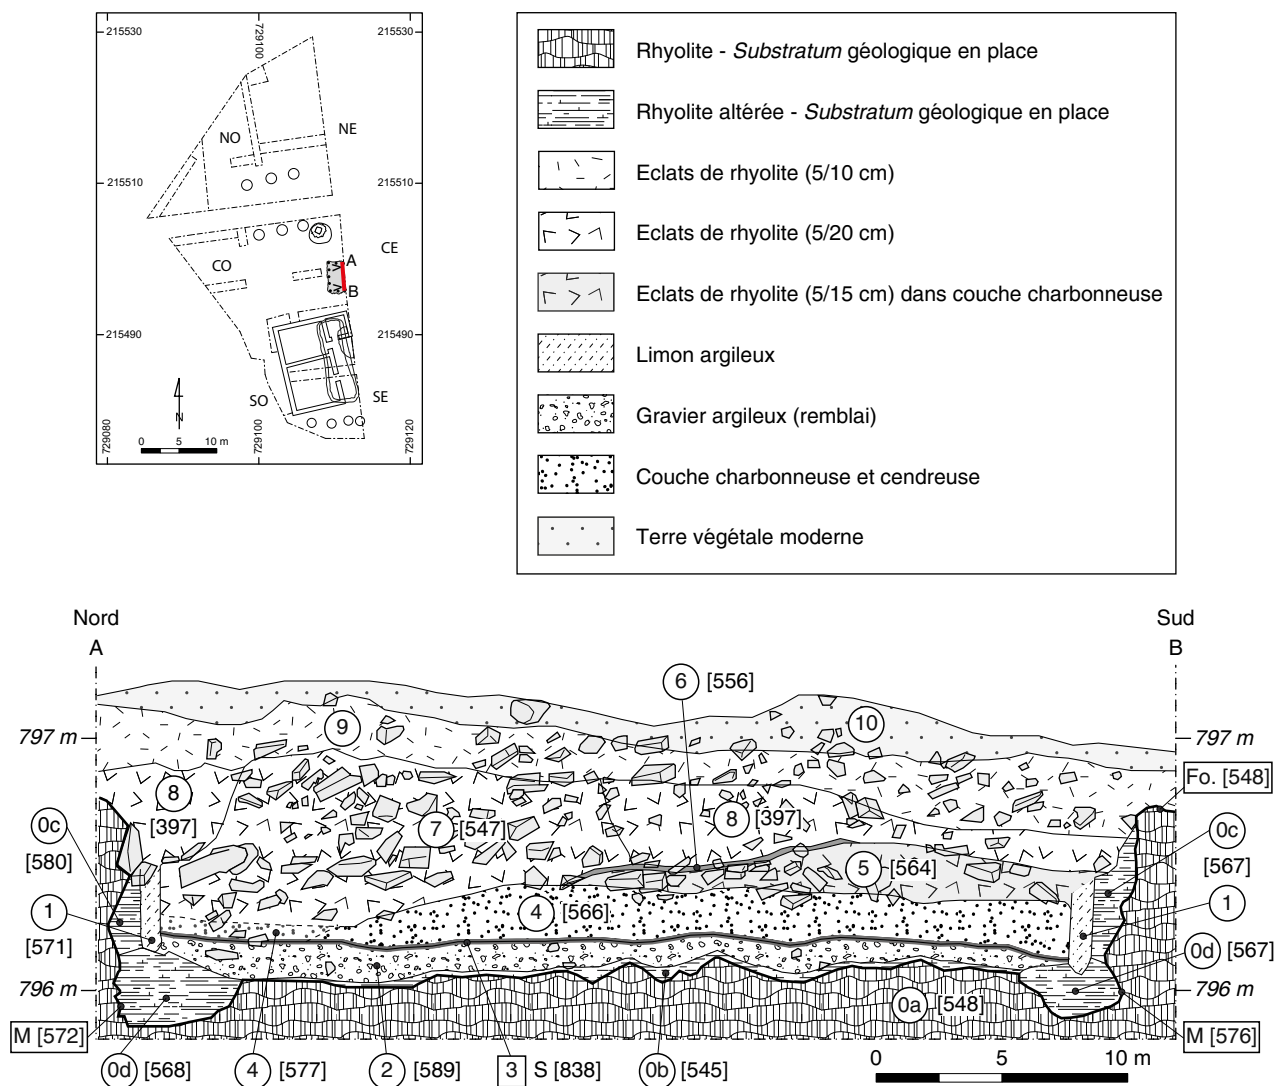 215530
215530
729100
NO
NE
215510
215510
CO
CE
A
B
215490
215490
SO
SE
N
729080
729100
729120
0 5 10 m
Rhyolite - Substratum géologique en place
Rhyolite altérée - Substratum géologique en place
Eclats de rhyolite (5/10 cm)
Eclats de rhyolite (5/20 cm)
Eclats de rhyolite (5/15 cm) dans couche charbonneuse
Limon argileux
Gravier argileux (remblai)
Couche charbonneuse et cendreuse
Terre végétale moderne
Nord
A
Sud
B
6 [556]
9
10
797 m
797 m
Fo. [548]
8
[397]
7 [547]
8 [397]
0c
[580]
0c
[567]
5 [564]
4 [566]
1
[571]
1
0d [567]
796 m
796 m
0a [548]
M [572]
M [576]
0d [568]
4 [577]
2 [589]
3 S [838]
0b [545]
0 5 10 m